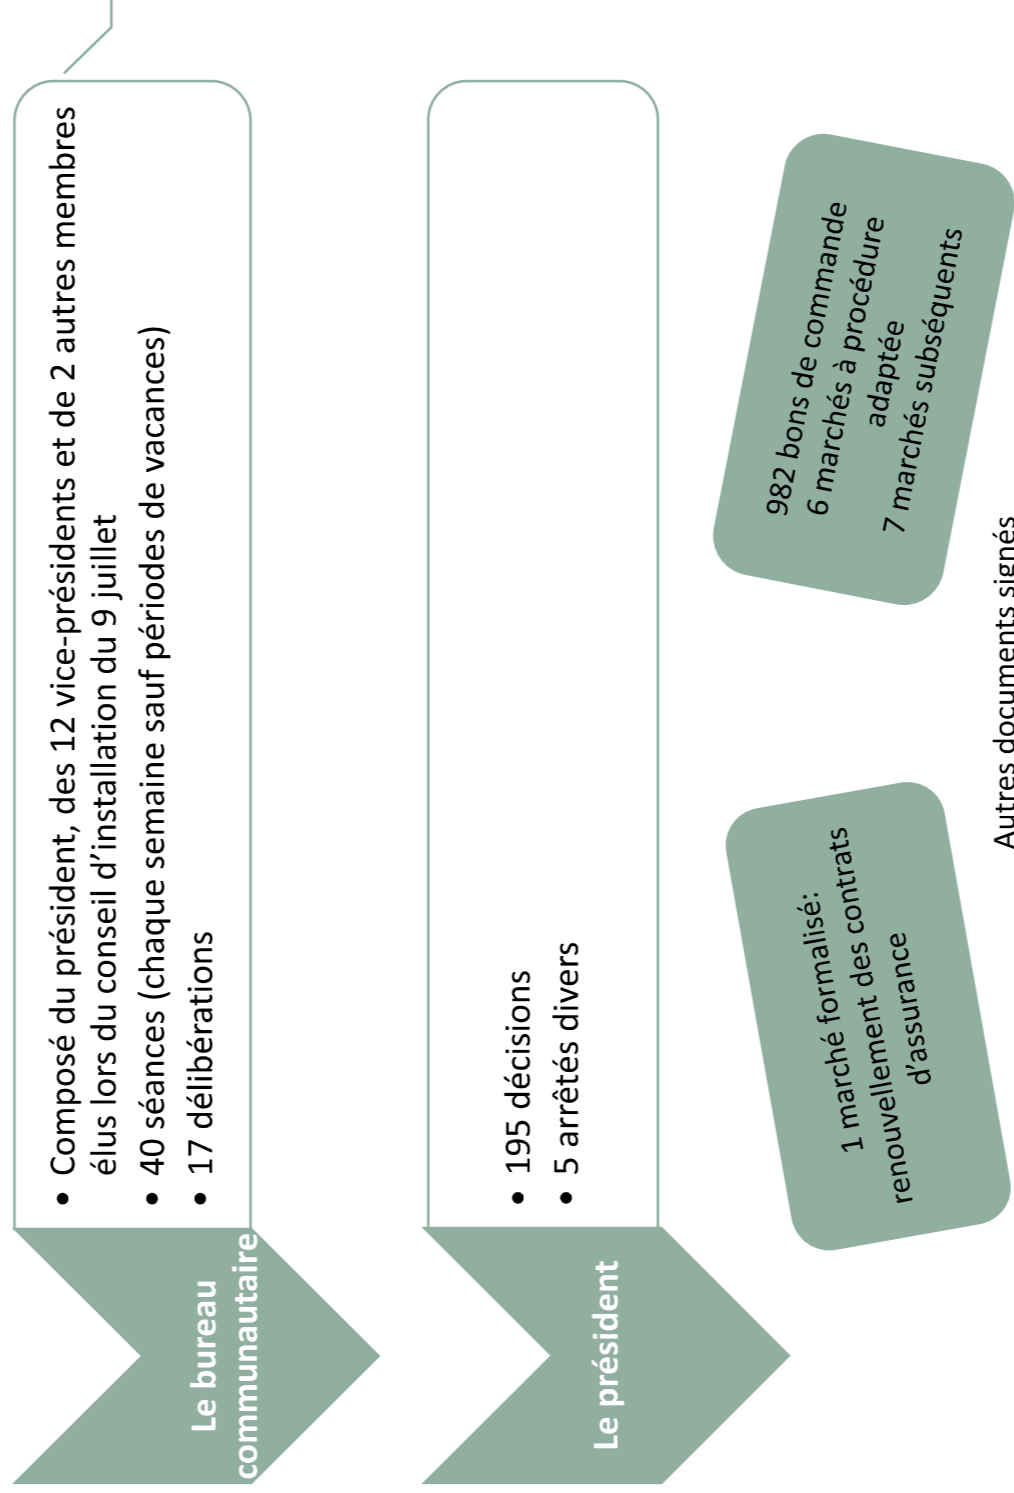 Le bureau
communautaire
• Composé du président, des 12 vice-présidents et de 2 autres membres
élus lors du conseil d’installation du 9 juillet
• 40 séances (chaque semaine sauf périodes de vacances)
• 17 délibérations
Le président
• 195 décisions
• 5 arrêtés divers
1 marché formalisé:
renouvellement des contrats
d’assurance
982 bons de commande
6 marchés à procédure
adaptée
7 marchés subséquents
Autres documents signés